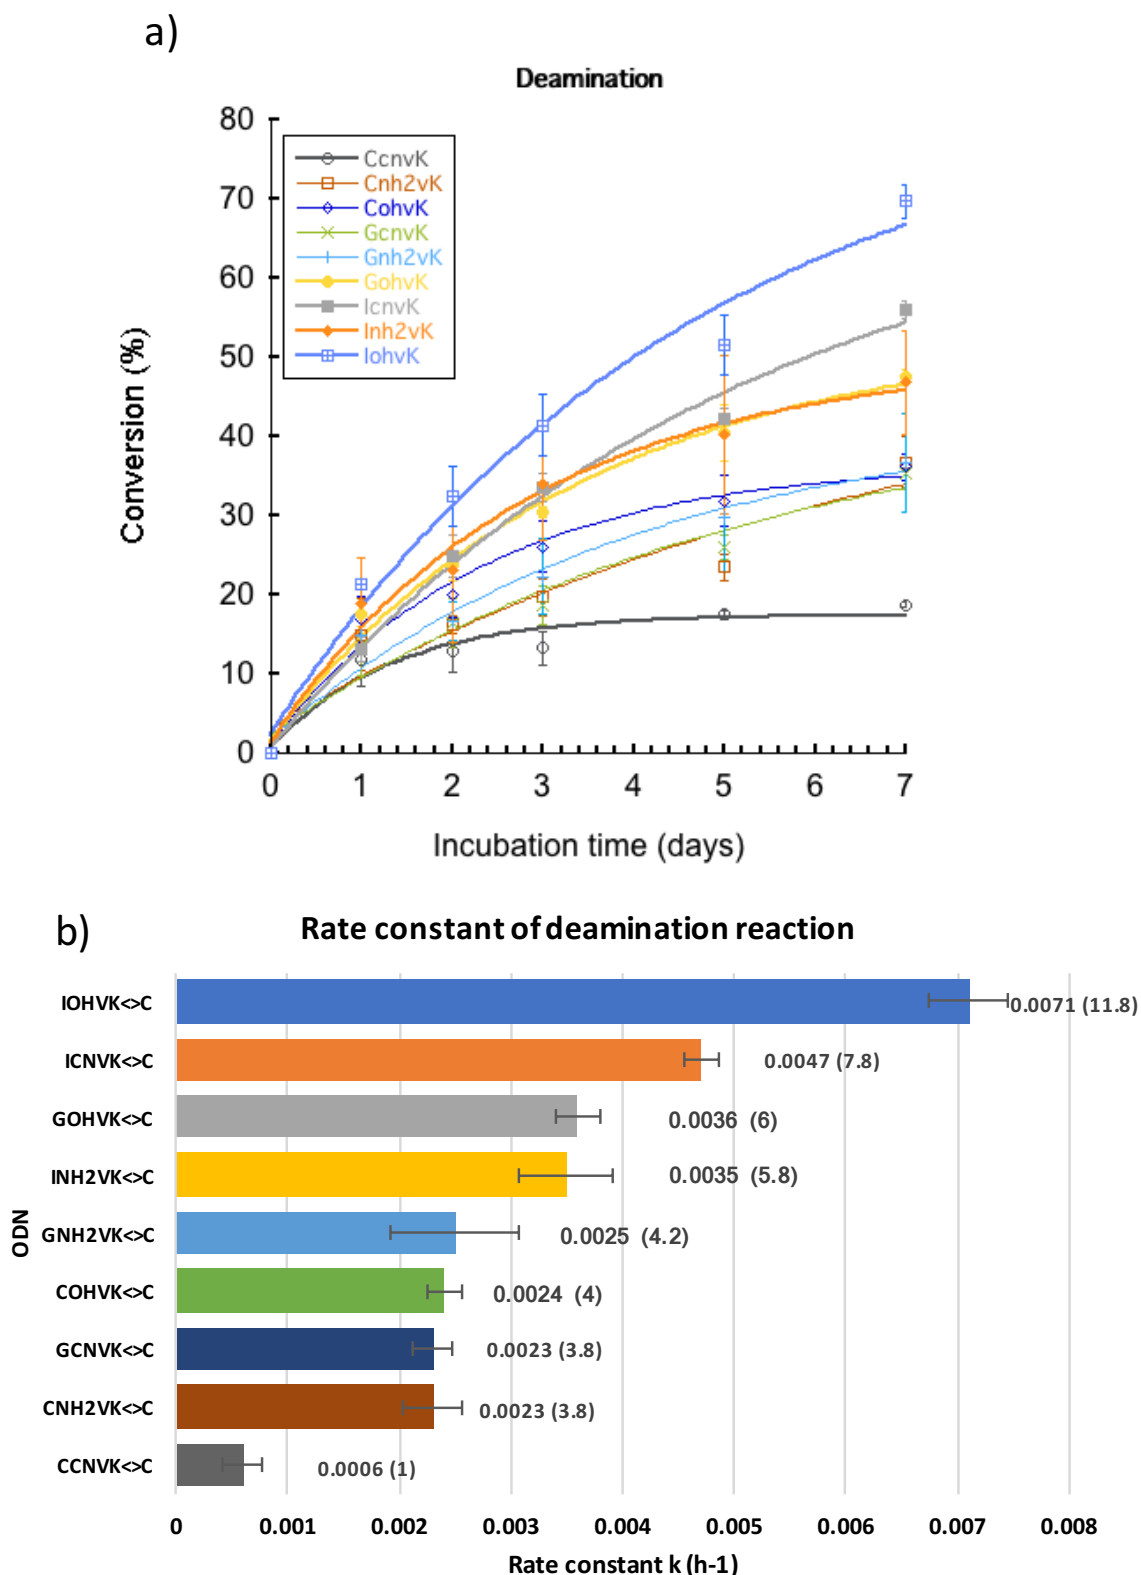 a)
Deamination
80
70
60
50
40
30
20
10
0
CcnvK
Cnh2vK
CohvK
GcnvK
Gnh2vK
GohvK
IcnvK
Inh2vK
IohvK
Conversion (%)
0 1 2 3 4 5 6 7
Incubation time (days)
b)
Rate constant of deamination reaction
IOHVK<>C 0.0071 (11.8)
ICNVK<>C 0.0047 (7.8)
GOHVK<>C 0.0036 (6)
INH2VK<>C 0.0035 (5.8)
GNH2VK<>C 0.0025 (4.2)
COHVK<>C 0.0024 (4)
GCNVK<>C 0.0023 (3.8)
CNH2VK<>C 0.0023 (3.8)
CCNVK<>C 0.0006 (1)
ODN
0 0.001 0.002 0.003 0.004 0.005 0.006 0.007 0.008
Rate constant k (h-1)